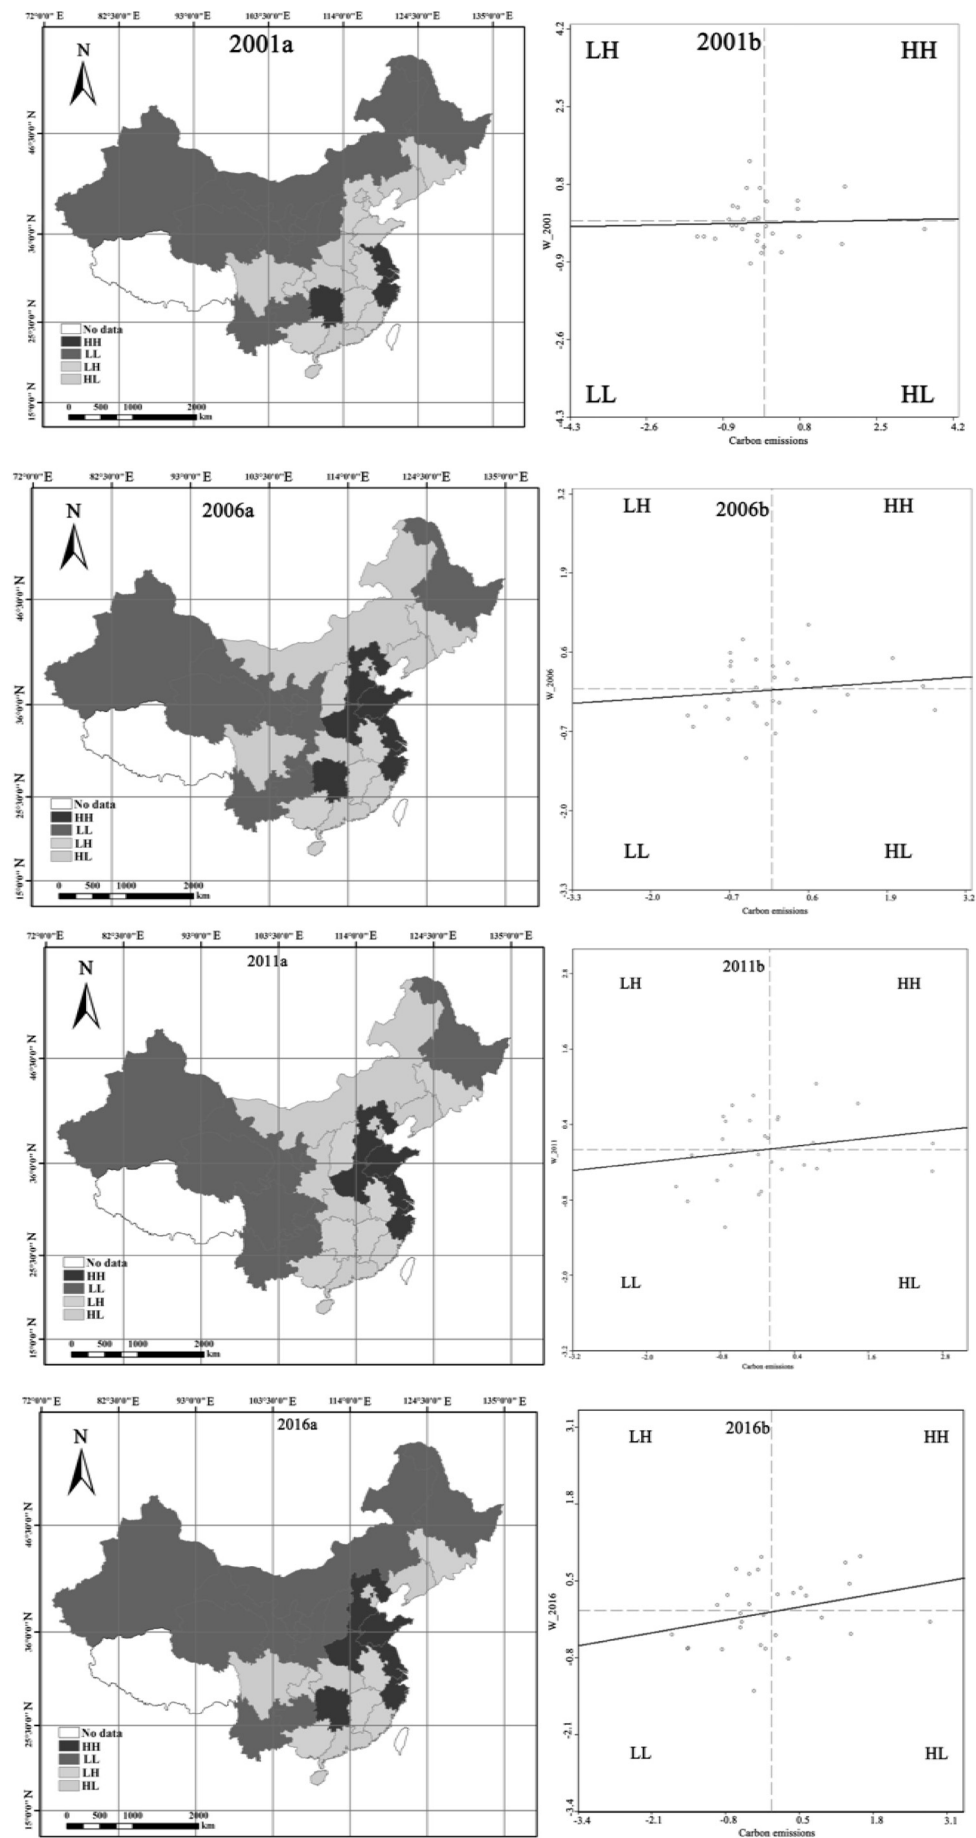 72°0'0" E 82°30'0" E 93°0'0" E 103°30'0" E 114°0'0" E 124°30'0" E 135°0'0" E
2001a
N
46°30'0" N
36°0'0" N
25°30'0" N
15°0'0" N
No data
HH
LL
LH
HL
0 500 1000 2000
km
2001b
LH HH
LL HL
4.2
2.5
0.8
-0.9
-2.6
-4.3
W_2001
-4.3 -2.6 -0.9 0.8 2.5 4.2
Carbon emissions
72°0'0" E 82°30'0" E 93°0'0" E 103°30'0" E 114°0'0" E 124°30'0" E 135°0'0" E
2006a
N
46°30'0" N
36°0'0" N
25°30'0" N
15°0'0" N
No data
HH
LL
LH
HL
0 500 1000 2000
km
LH 2006b HH
LL HL
3.2
1.9
0.6
-0.7
-2.0
-3.3
W_2006
-3.3 -2.0 -0.7 0.6 1.9 3.2
Carbon emissions
72°0'0" E 82°30'0" E 93°0'0" E 103°30'0" E 114°0'0" E 124°30'0" E 135°0'0" E
2011a
N
46°30'0" N
36°0'0" N
25°30'0" N
15°0'0" N
No data
HH
LL
LH
HL
0 500 1000 2000
km
2011b
LH HH
LL HL
2.8
1.6
0.4
-0.8
-2.0
-3.2
W_2011
-3.2 -2.0 -0.8 0.4 1.6 2.8
Carbon emissions
72°0'0" E 82°30'0" E 93°0'0" E 103°30'0" E 114°0'0" E 124°30'0" E 135°0'0" E
2016a
N
46°30'0" N
36°0'0" N
25°30'0" N
15°0'0" N
No data
HH
LL
LH
HL
0 500 1000 2000
km
2016b
LH HH
LL HL
3.1
1.8
0.5
-0.8
-2.1
-3.4
W_2016
-3.4 -2.1 -0.8 0.5 1.8 3.1
Carbon emissions